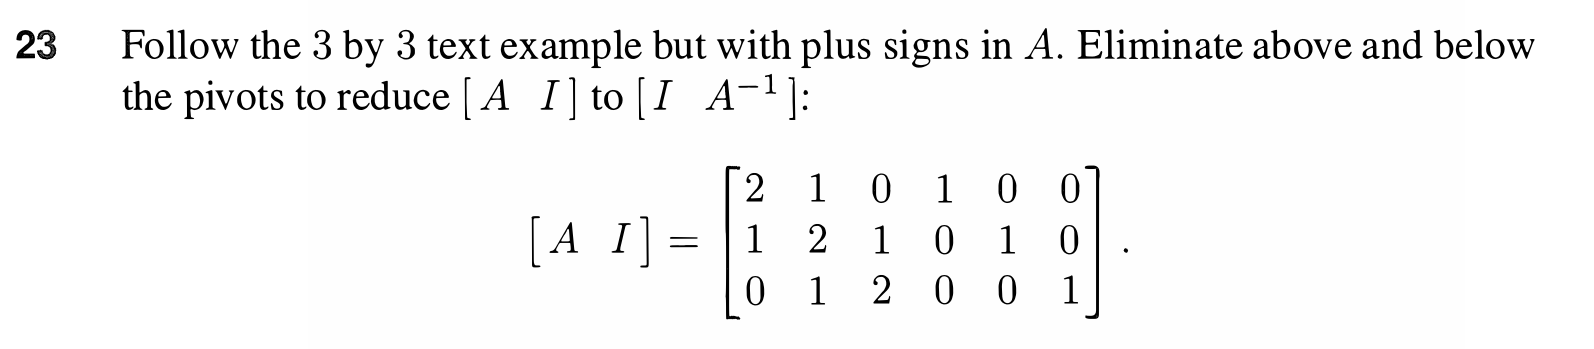 23 Follow the 3 by 3 text example but with plus signs in A. Eliminate above and below
the pivots to reduce [ A I ] to [ I A⁻¹ ]:
2 1 0 1 0 0
[ A I ] = 1 2 1 0 1 0 .
0 1 2 0 0 1